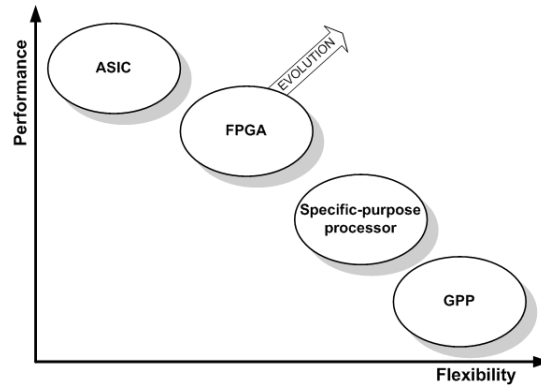 Performance
ASIC
EVOLUTION
FPGA
Specific-purpose
processor
GPP
Flexibility